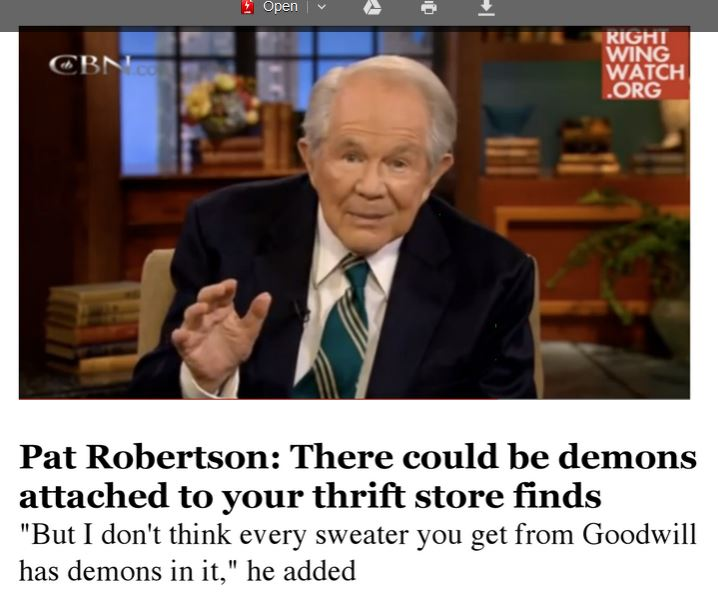 Open
CBN.co
RIGHT
WING
WATCH
.ORG
Pat Robertson: There could be demons
attached to your thrift store finds
"But I don't think every sweater you get from Goodwill
has demons in it," he added